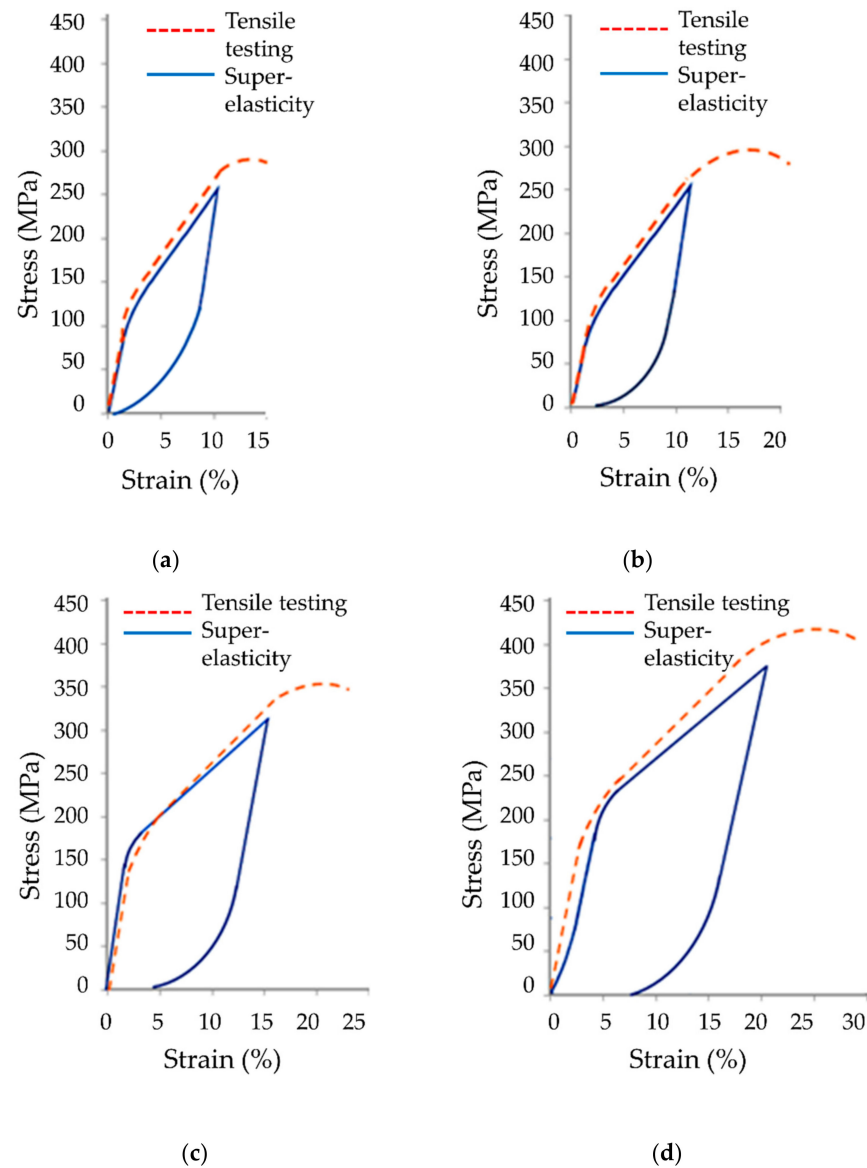 450
400
350
300
250
200
150
100
50
0
Stress (MPa)
Tensile
testing
Super-
elasticity
0 5 10 15
Strain (%)
(a)
450
400
350
300
250
200
150
100
50
0
Stress (MPa)
Tensile
testing
Super-
elasticity
0 5 10 15 20
Strain (%)
(b)
450
400
350
300
250
200
150
100
50
0
Stress (MPa)
Tensile testing
Super-
elasticity
0 5 10 15 20 25
Strain (%)
(c)
450
400
350
300
250
200
150
100
50
0
Stress (MPa)
Tensile testing
Super-
elasticity
0 5 10 15 20 25 30
Strain (%)
(d)